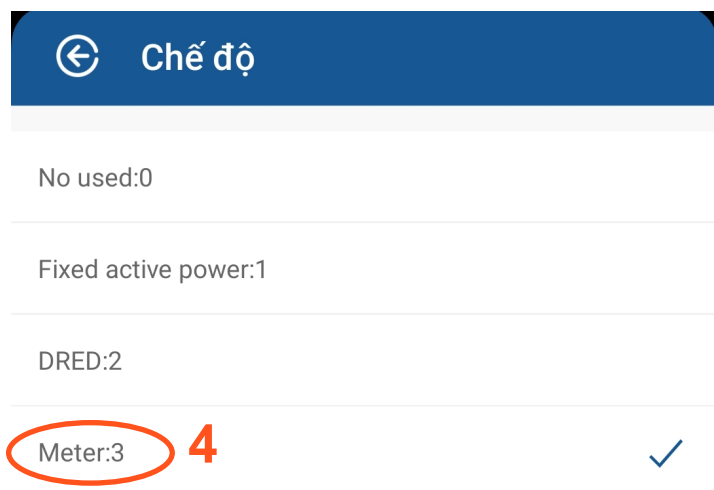 Chế độ
No used:0
Fixed active power:1
DRED:2
Meter:3 4